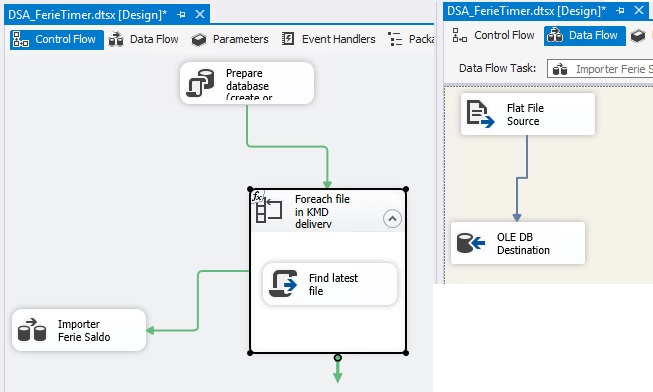 DSA_FerieTimer.dtsx [Design]*
Control Flow
Data Flow
Parameters
Event Handlers
Prepare
database
(create or
fx
Foreach file
in KMD
delivery
Find latest
file
Importer
Ferie Saldo
DSA_FerieTimer.dtsx [Design]*
Control Flow
Data Flow
Data Flow Task:
Importer Ferie
Flat File
Source
OLE DB
Destination